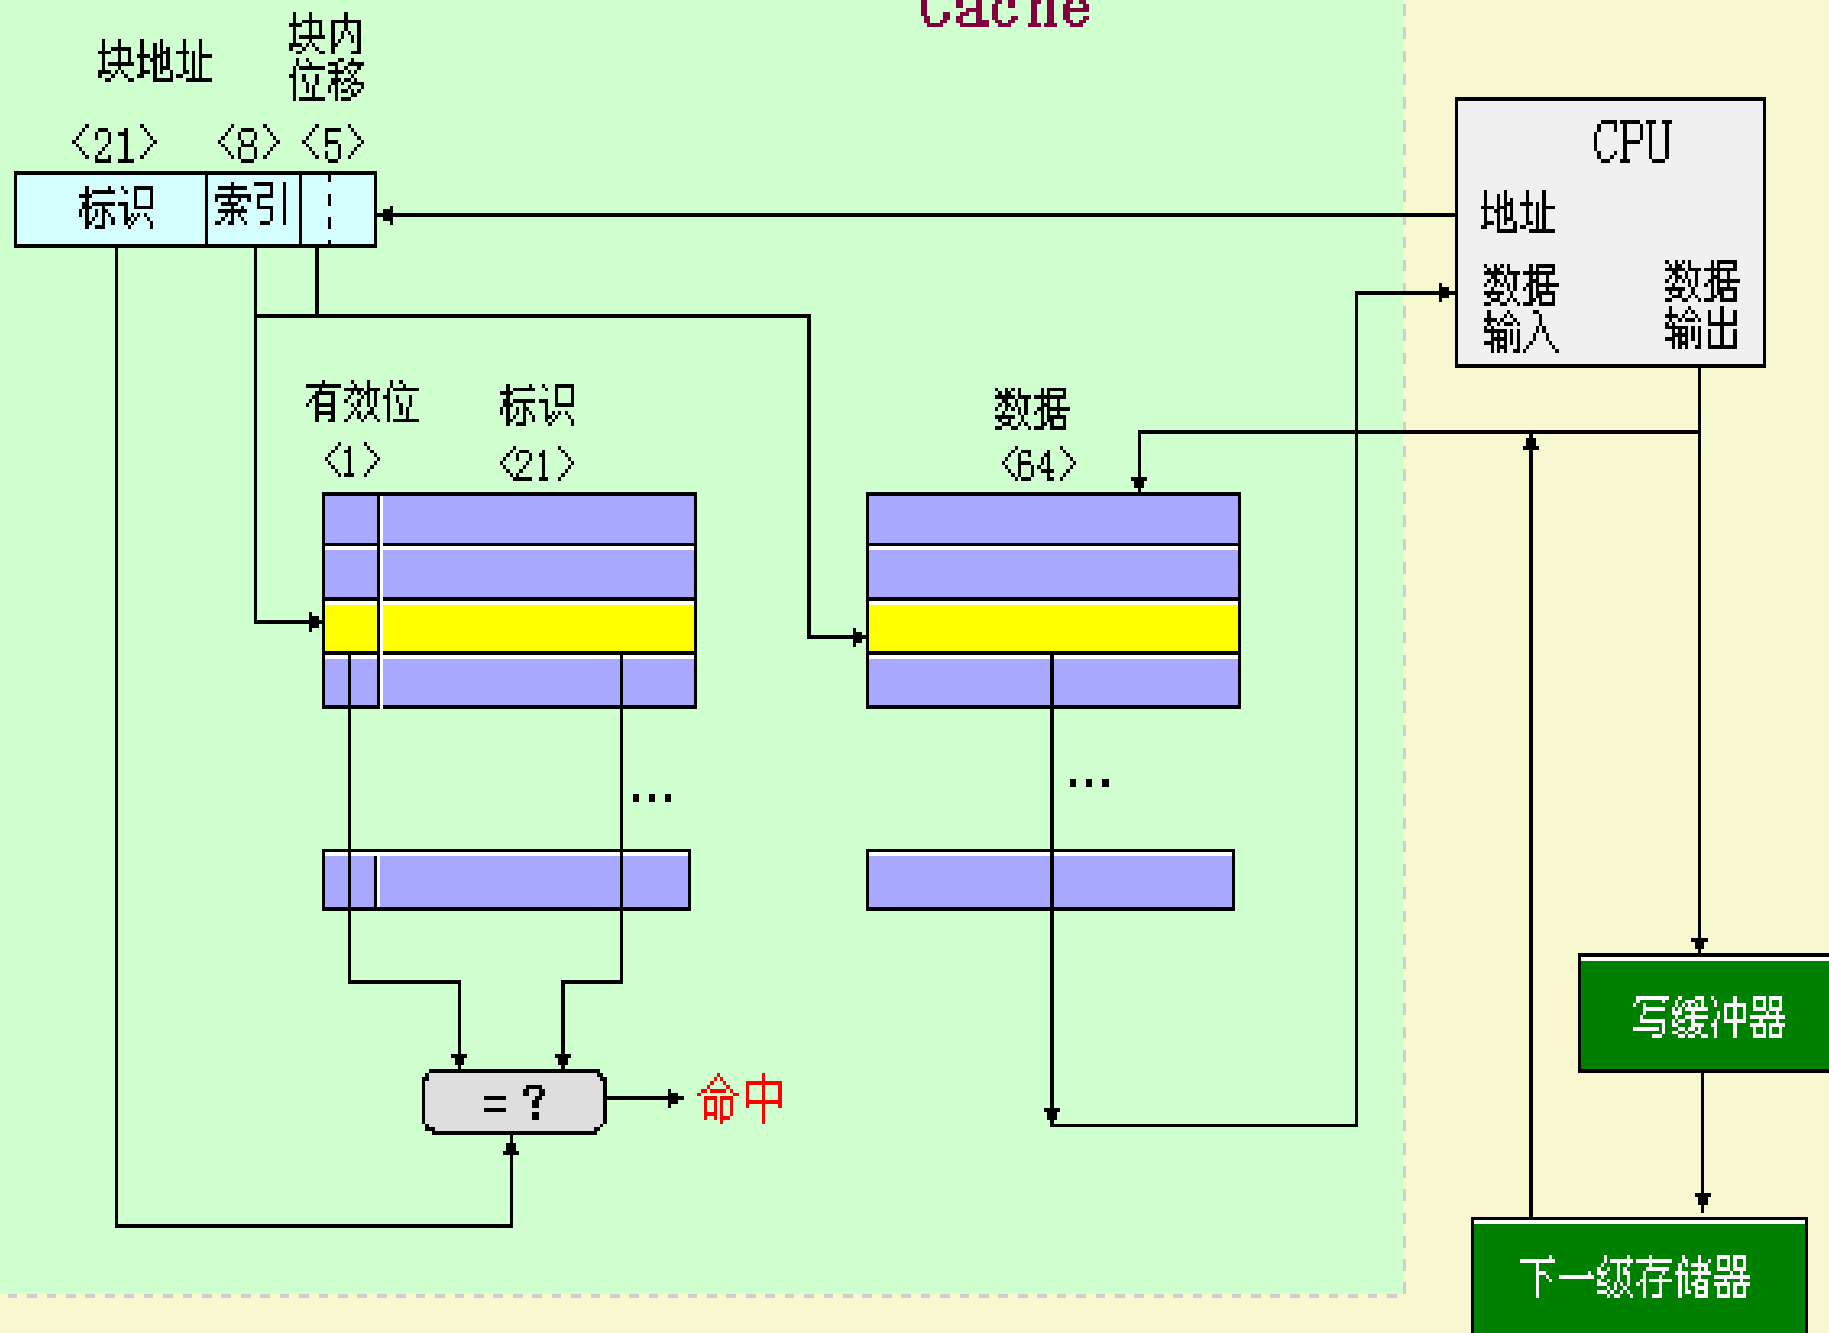 Cache
块地址
块内
位移
<21>
<8>
<5>
标识
索引
CPU
地址
数据
输入
数据
输出
有效位
标识
数据
<1>
<21>
<64>
...
...
=?
命中
写缓冲器
下一级存储器